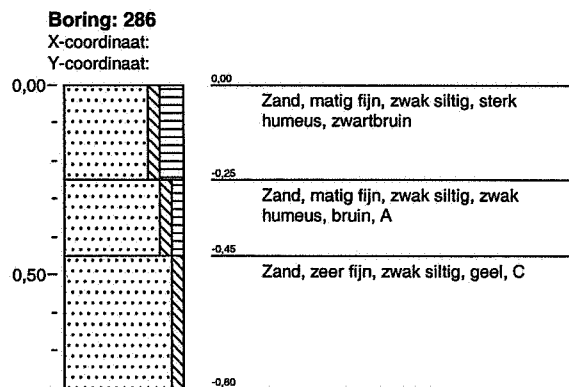 Boring: 286
X-coordinaat:
Y-coordinaat:
0,00
0,00
Zand, matig fijn, zwak siltig, sterk
humeus, zwartbruin
-0,25
Zand, matig fijn, zwak siltig, zwak
humeus, bruin, A
-0,45
0,50
Zand, zeer fijn, zwak siltig, geel, C
-0,80